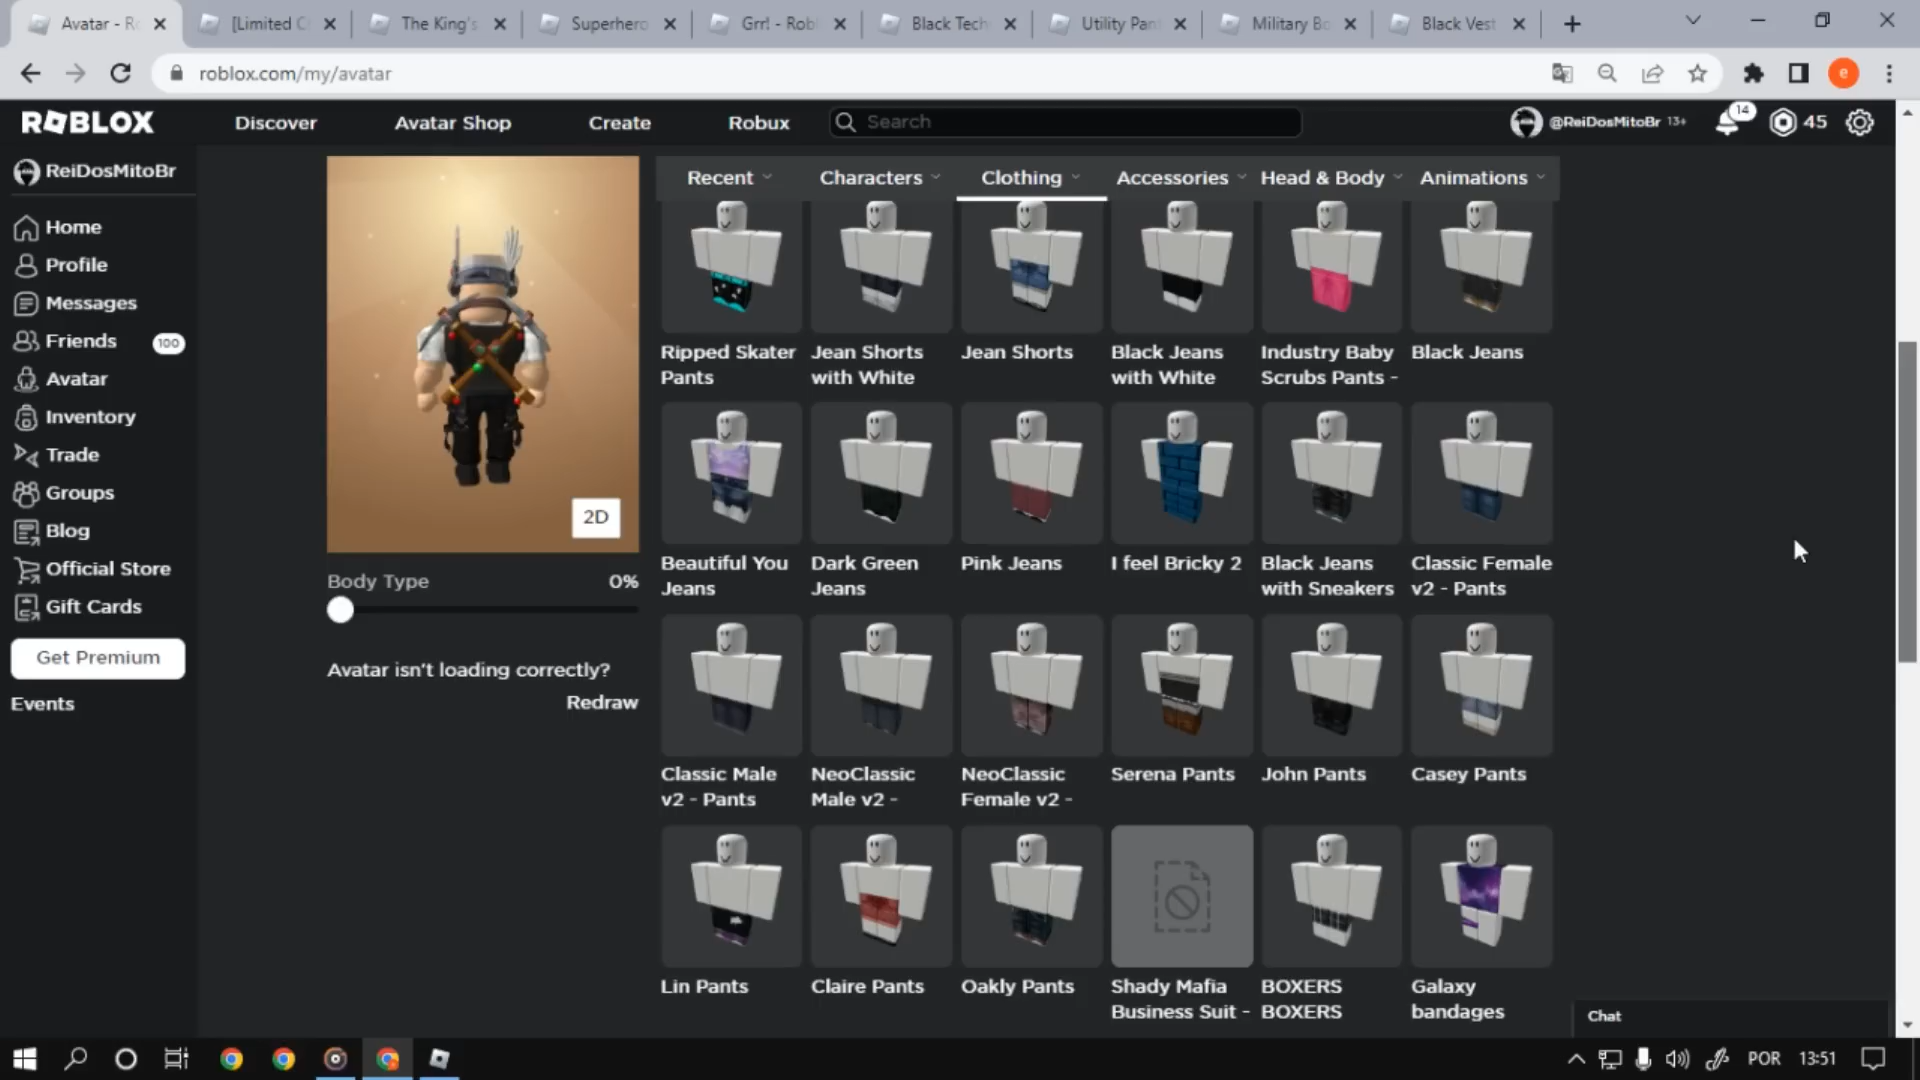 Avatar - Ro
[Limited C
The King's
Superhero
Grr! - Robl
Black Tech
Utility Pan
Military Bo
Black Vest
roblox.com/my/avatar
e
ROBLOX
Discover
Avatar Shop
Create
Robux
Search
@ReiDosMitoBr 13+
14
45
ReiDosMitoBr
Home
Profile
Messages
Friends 100
Avatar
Inventory
Trade
Groups
Blog
Official Store
Gift Cards
Get Premium
Events
2D
Body Type 0%
Avatar isn't loading correctly?
Redraw
Recent
Characters
Clothing
Accessories
Head & Body
Animations
Ripped Skater
Pants
Jean Shorts
with White
Jean Shorts
Black Jeans
with White
Industry Baby
Scrubs Pants -
Black Jeans
Beautiful You
Jeans
Dark Green
Jeans
Pink Jeans
I feel Bricky 2
Black Jeans
with Sneakers
Classic Female
v2 - Pants
Classic Male
v2 - Pants
NeoClassic
Male v2 -
NeoClassic
Female v2 -
Serena Pants
John Pants
Casey Pants
Lin Pants
Claire Pants
Oakly Pants
Shady Mafia
Business Suit -
BOXERS
BOXERS
Galaxy
bandages
Chat
POR
13:51